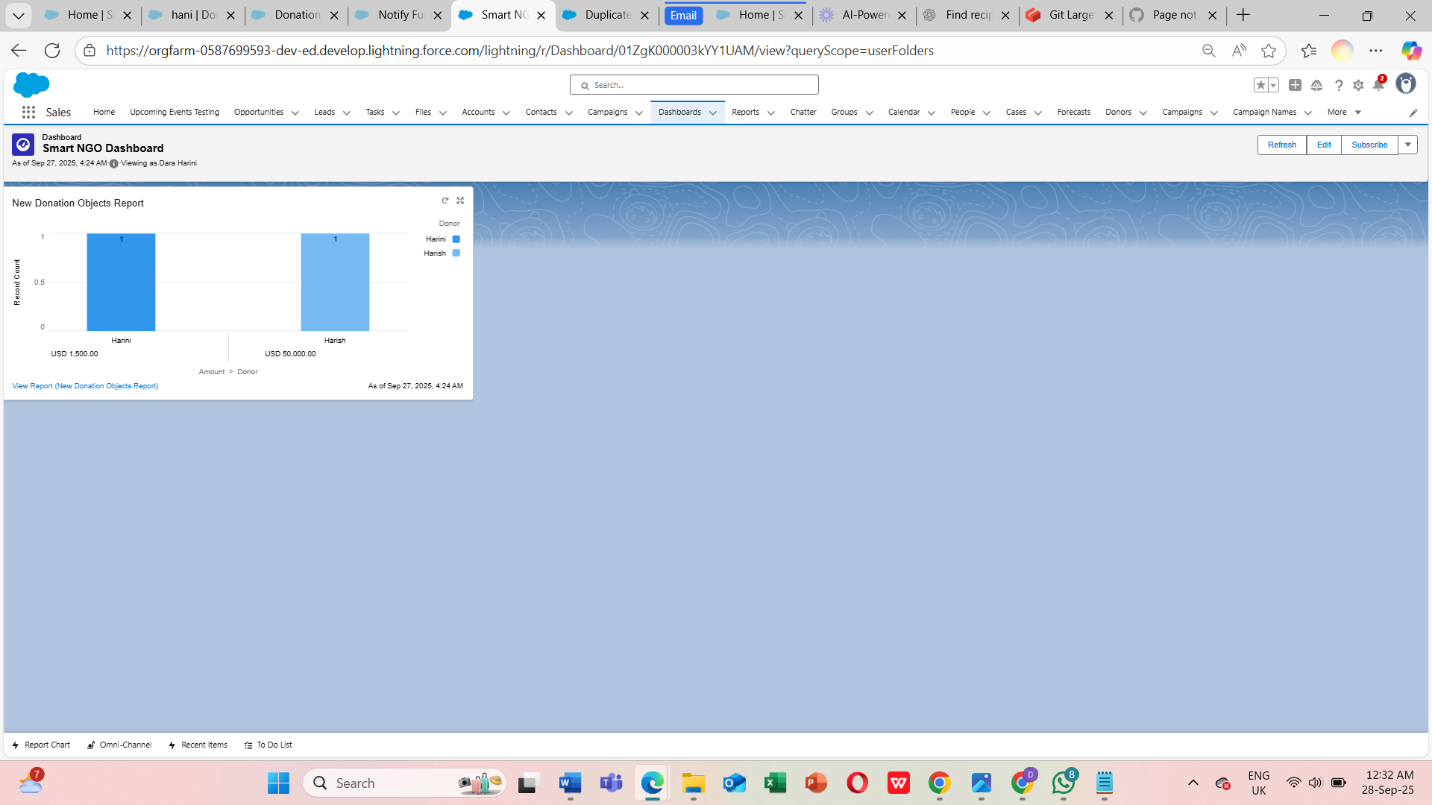 Home | S
hani | Do
Donation
Notify Fu
Smart NG
Duplicate
Email
Home | S
AI-Power
Find recip
Git Large
Page not
https://orgfarm-0587699593-dev-ed.develop.lightning.force.com/lightning/r/Dashboard/01ZgK000003kYY1UAM/view?queryScope=userFolders
Search...
2
Sales
Home Upcoming Events Testing Opportunities Leads Tasks Files Accounts Contacts Campaigns Dashboards Reports Chatter Groups Calendar People Cases Forecasts Donors Campaigns Campaign Names More
Dashboard
Smart NGO Dashboard
As of Sep 27, 2025, 4:24 AM·Viewing as Dara Harini
Refresh Edit Subscribe
New Donation Objects Report
Donor
Harini
Harish
Record Count
1
0.5
0
1
1
Harini
Harish
USD 1,500.00
USD 50,000.00
Amount > Donor
View Report (New Donation Objects Report)
As of Sep 27, 2025, 4:24 AM
Report Chart Omni-Channel Recent Items To Do List
7
Search
D
8
ENG
UK
12:32 AM
28-Sep-25